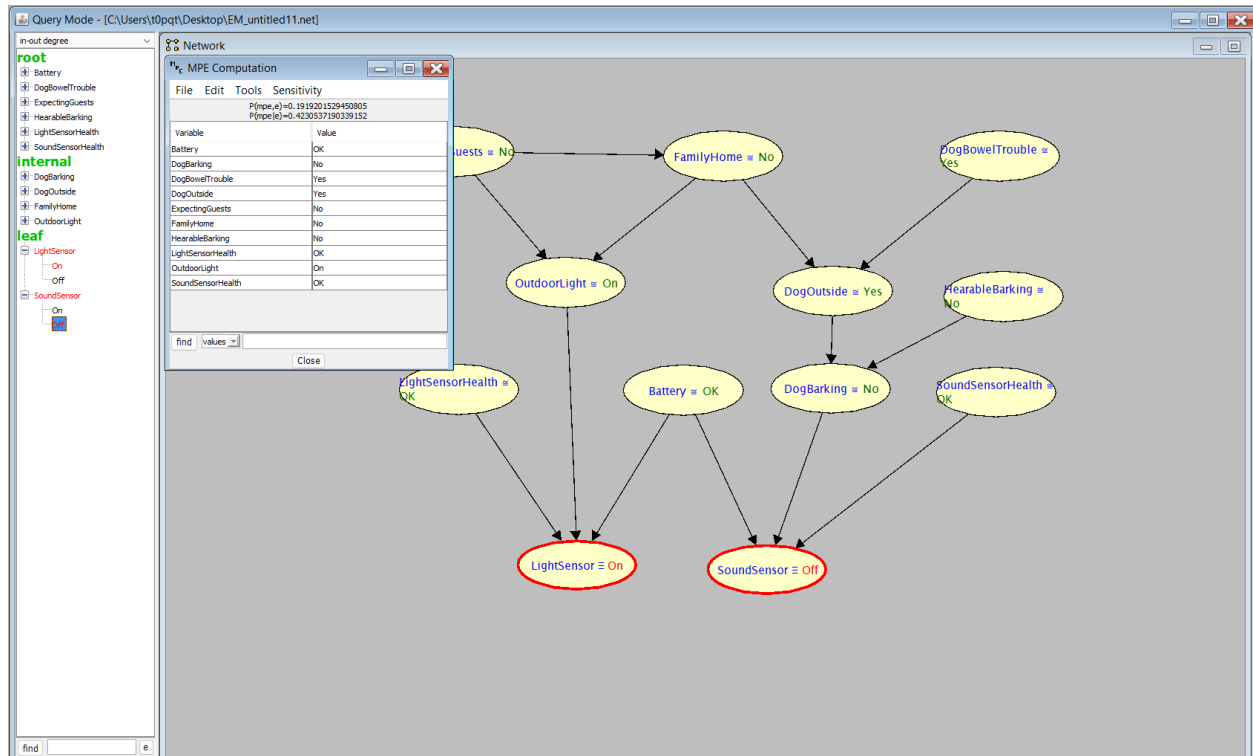 Query Mode - [C:\Users\t0pqt\Desktop\EM_untitled11.net]
in-out degree
root
Battery
DogBowelTrouble
ExpectingGuests
HearableBarking
LightSensorHealth
SoundSensorHealth
internal
DogBarking
DogOutside
FamilyHome
OutdoorLight
leaf
LightSensor
On
Off
SoundSensor
On
Off
find
e
Network
MPE MPE Computation
File Edit Tools Sensitivity
P(mpe,e)=0.1919201529450805
P(mpe|e)=0.4230537190339152
Variable Value
Battery OK
DogBarking No
DogBowelTrouble Yes
DogOutside Yes
ExpectingGuests No
FamilyHome No
HearableBarking No
LightSensorHealth OK
OutdoorLight On
SoundSensorHealth OK
find values
Close
uests ≅ No
FamilyHome ≅ No
DogBowelTrouble ≅
Yes
OutdoorLight ≅ On
DogOutside ≅ Yes
HearableBarking ≅
No
LightSensorHealth ≅
OK
Battery ≅ OK
DogBarking ≅ No
SoundSensorHealth ≅
OK
LightSensor ≡ On
SoundSensor ≡ Off